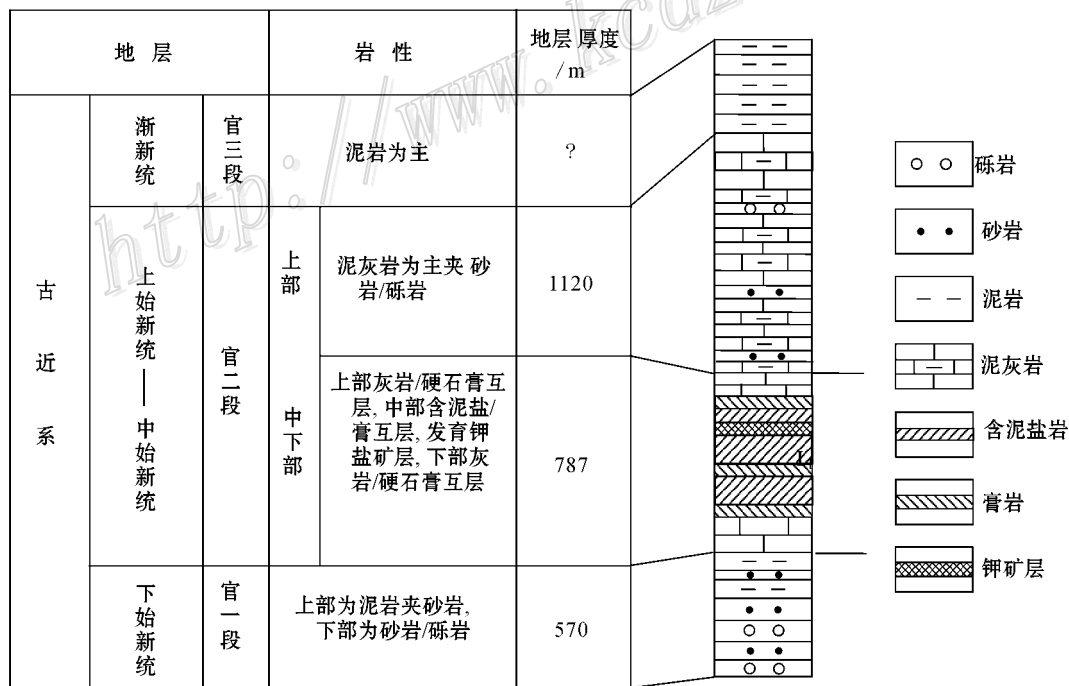 地 层
岩 性
地层 厚度
/ m
古近系
渐新统
官三段
泥岩为主
?
上始新统——中始新统
官二段
上部
泥灰岩为主夹 砂
岩/砾岩
1120
中下部
上部灰岩/硬石膏互
层, 中部含泥盐/
膏互层, 发育钾
盐矿层, 下部灰
岩/硬石膏互层
787
下始新统
官一段
上部为泥岩夹砂岩,
下部为砂岩/砾岩
570
砾岩
砂岩
泥岩
泥灰岩
含泥盐岩
膏岩
钾矿层